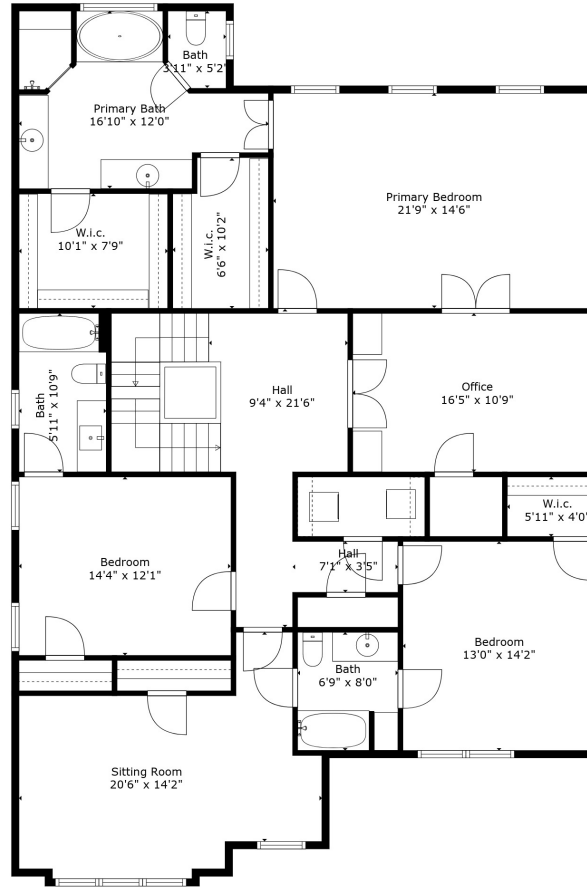 Bath
3'11" x 5'2"
Primary Bath
16'10" x 12'0"
Primary Bedroom
21'9" x 14'6"
W.i.c.
10'1" x 7'9"
W.i.c.
6'6" x 10'2"
Bath
5'11" x 10'9"
Hall
9'4" x 21'6"
Office
16'5" x 10'9"
W.i.c.
5'11" x 4'0"
Hall
7'1" x 3'5"
Bedroom
14'4" x 12'1"
Bedroom
13'0" x 14'2"
Bath
6'9" x 8'0"
Sitting Room
20'6" x 14'2"